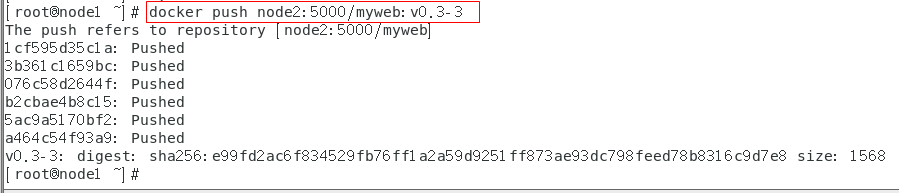 [root@node1 ~]# docker push node2:5000/myweb:v0.3-3
The push refers to repository [node2:5000/myweb]
1cf595d35c1a: Pushed
3b361c1659bc: Pushed
076c58d2644f: Pushed
b2cbae4b8c15: Pushed
5ac9a5170bf2: Pushed
a464c54f93a9: Pushed
v0.3-3: digest: sha256:e99fd2ac6f834529fb76ff1a2a59d9251ff873ae93dc798feed78b8316c9d7e8 size: 1568
[root@node1 ~]#